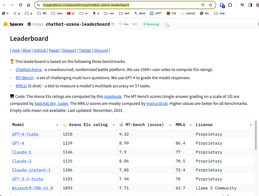 huggingface.co/spaces/lmsys/chatbot-arena-leaderboard
Spaces
chatbot-arena-leaderboard
Running
Leaderboard
| Vote | Blog | GitHub | Paper | Dataset | Twitter | Discord |
🏆 This leaderboard is based on the following three benchmarks.
• Chatbot Arena - a crowdsourced, randomized battle platform. We use 100K+ user votes to compute Elo ratings.
• MT-Bench - a set of challenging multi-turn questions. We use GPT-4 to grade the model responses.
• MMLU (5-shot) - a test to measure a model's multitask accuracy on 57 tasks.
💻 Code: The Arena Elo ratings are computed by this notebook. The MT-bench scores (single-answer grading on a scale of 10) are
computed by fastchat.llm_judge. The MMLU scores are mostly computed by InstructEval. Higher values are better for all benchmarks.
Empty cells mean not available. Last updated: November, 2023.
Model ⭐ Arena Elo rating 📈 MT-bench (score) MMLU License
GPT-4-Turbo 1210 9.32 Proprietary
GPT-4 1159 8.99 86.4 Proprietary
Claude-1 1146 7.9 77 Proprietary
Claude-2 1125 8.06 78.5 Proprietary
Claude-instant-1 1106 7.85 73.4 Proprietary
GPT-3.5-turbo 1103 7.94 70 Proprietary
WizardLM-70b-v1.0 1093 7.71 63.7 Llama 2 Community